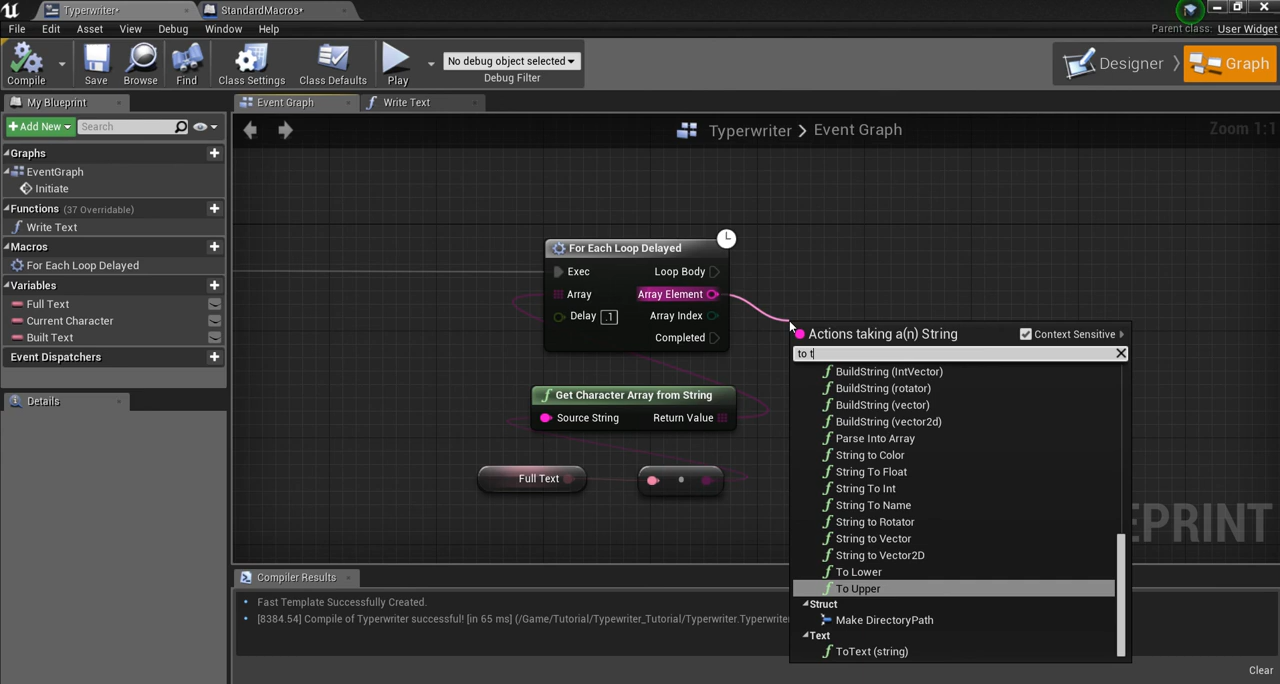 Typerwriter*
StandardMacros*
File Edit Asset View Window Debug Help
Parent class: User Widget
Compile Save Browse Find Class Settings Class Defaults Play
No debug object selected
Debug Filter
Designer Graph
My Blueprint
Event Graph
Write Text
Add New
Search
Typerwriter > Event Graph
Zoom 1:1
Graphs
EventGraph
Initiate
Functions (37 Overridable)
Write Text
Macros
For Each Loop Delayed
Variables
Full Text
Current Character
Built Text
Event Dispatchers
Details
For Each Loop Delayed
Exec Loop Body
Array Array Element
Delay .1 Array Index
Completed
Get Character Array from String
Source String Return Value
Full Text
Actions taking a(n) String
Context Sensitive
to t
BuildString (IntVector)
BuildString (rotator)
BuildString (vector)
BuildString (vector2d)
Parse Into Array
String to Color
String To Float
String To Int
String To Name
String to Rotator
String to Vector
String to Vector2D
To Lower
To Upper
Struct
Make DirectoryPath
Text
ToText (string)
EPRINT
Compiler Results
Fast Template Successfully Created.
[8384.54] Compile of Typerwriter successful! [in 65 ms] (/Game/Tutorial/Typerwriter_Tutorial/Typerwriter.Typerwrite
Clear